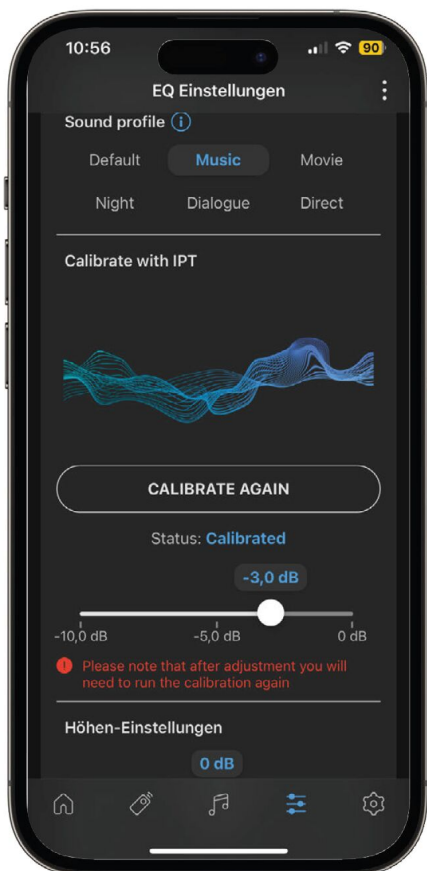 10:56
90
EQ Einstellungen
Sound profile
Default Music Movie
Night Dialogue Direct
Calibrate with IPT
CALIBRATE AGAIN
Status: Calibrated
-3,0 dB
-10,0 dB -5,0 dB 0 dB
Please note that after adjustment you will
need to run the calibration again
Höhen-Einstellungen
0 dB